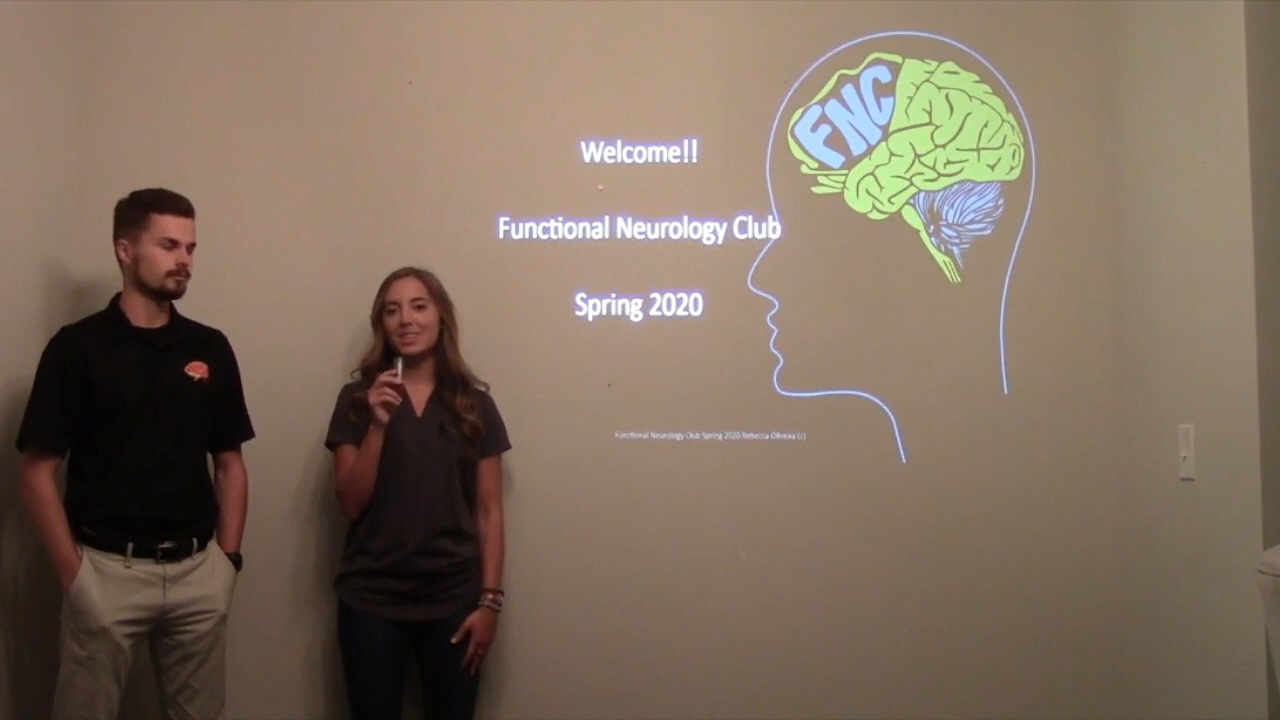 FNC
Welcome!!
Functional Neurology Club
Spring 2020
Functional Neurology Club Spring 2020 Rebecca Oliveira (c)